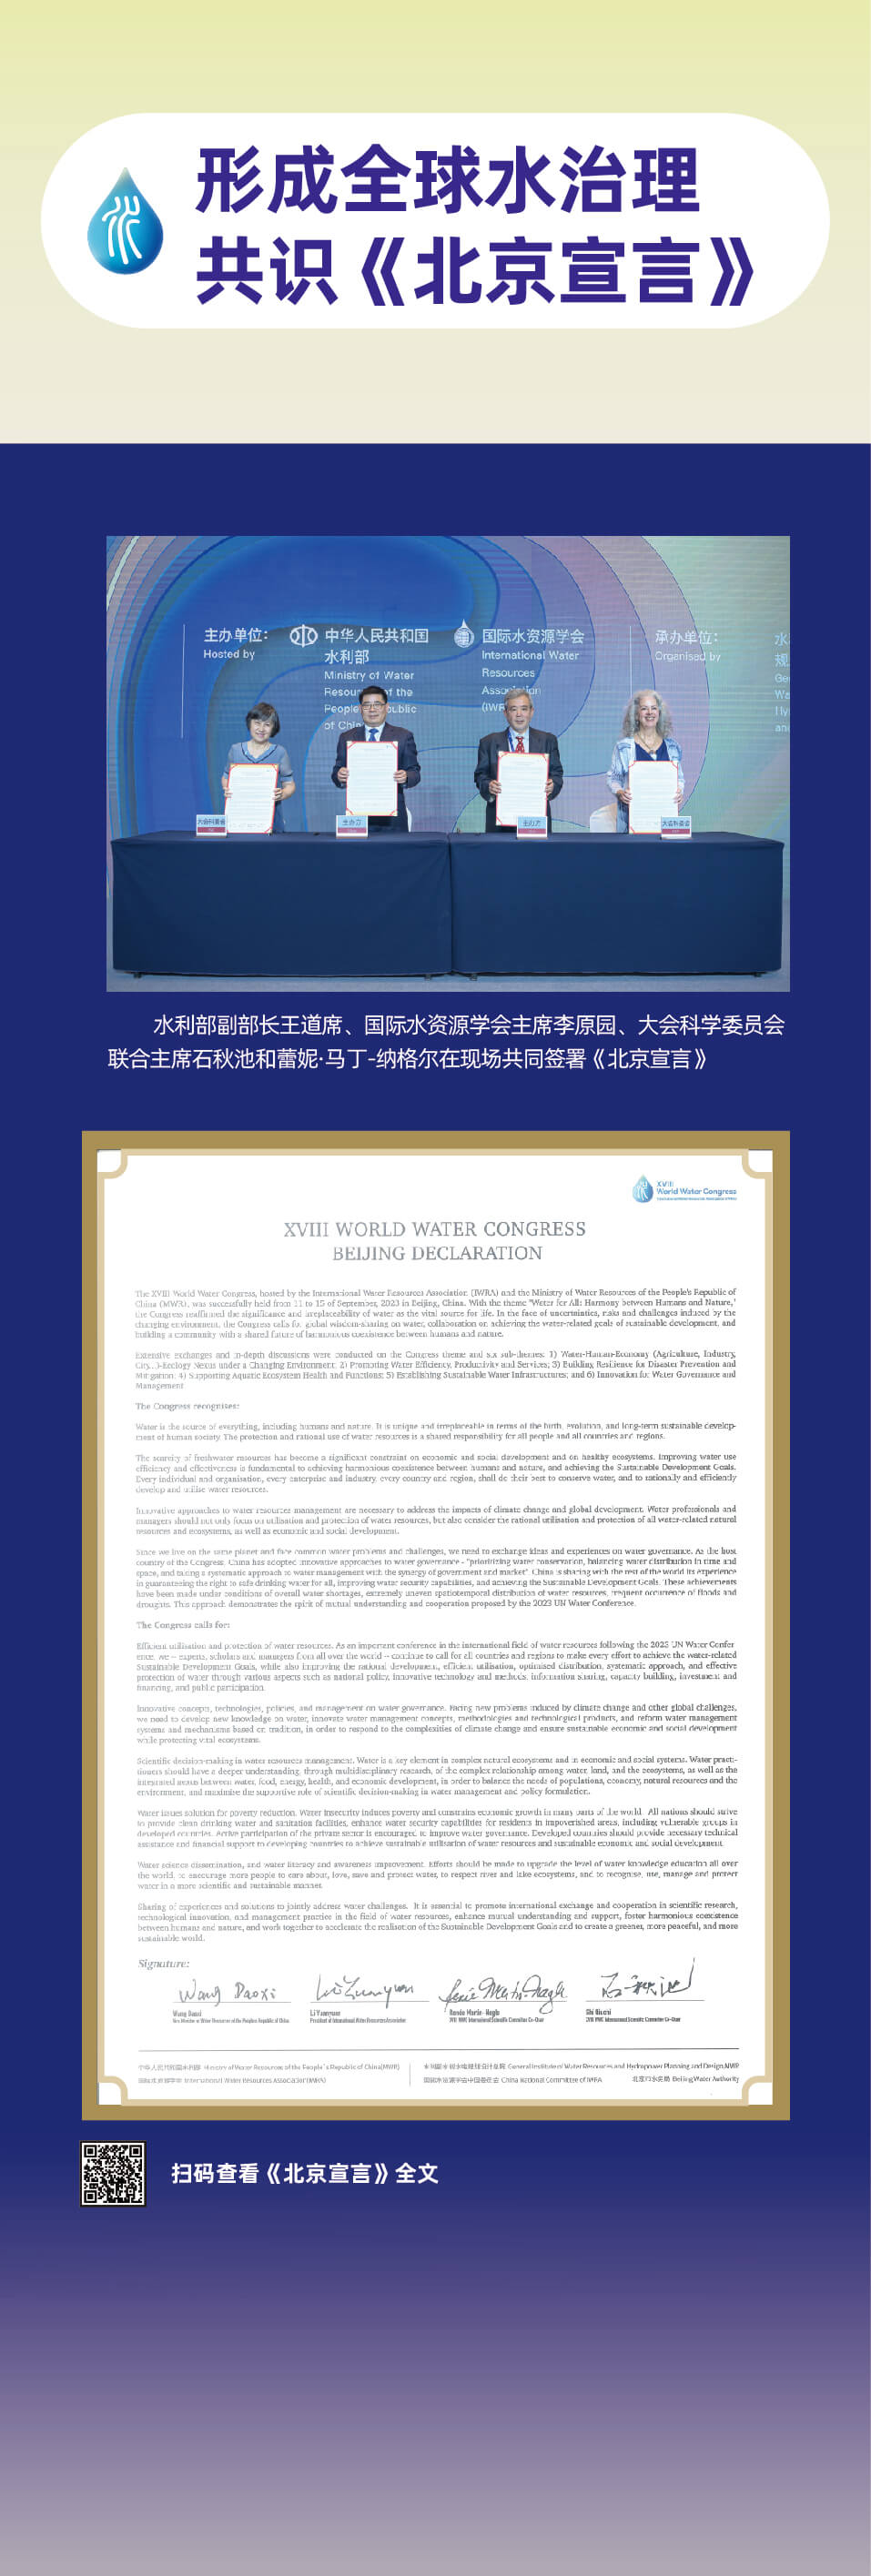 形成全球水治理
共识《北京宣言》
主办单位：
Hosted by
中华人民共和国
水利部
Ministry of Water
of the
of
国际水资源学会
International Water
Resources
承办单位：
Organised by
大会科委会
主办方
主办方
大会科委会
水利部副部长王道席、国际水资源学会主席李原园、大会科学委员会
联合主席石秋池和蕾妮·马丁-纳格尔在现场共同签署《北京宣言》
XVIII
World Water Congress
XVIII WORLD WATER CONGRESS
BEIJING DECLARATION
The XVIII World Water Congress, hosted by the International Water Resources Association (IWRA) and the Ministry of Water Resources of the People's Republic of
China (MWR), was successfully held from 11 to 15 of September, 2023 in Beijing, China. With the theme "Water for All: Harmony between Humans and Nature,"
the Congress reaffirmed the significance and irreplaceability of water as the vital source for life. In the face of uncertainties, risks and challenges induced by the
changing environment, the Congress calls for global wisdom-sharing on water, collaboration on achieving the water-related goals of sustainable development, and
building a community with a shared future of harmonious coexistence between humans and nature.
Extensive exchanges and in-depth discussions were conducted on the Congress theme and six sub-themes: 1) Water-Human-Economy (Agriculture, Industry,
City...)-Ecology Nexus under a Changing Environment; 2) Promoting Water Efficiency, Productivity and Services; 3) Building Resilience for Disaster Prevention and
Mitigation; 4) Supporting Aquatic Ecosystem Health and Functions; 5) Establishing Sustainable Water Infrastructures; and 6) Innovation for Water Governance and
Management.
The Congress recognises:
Water is the source of everything, including humans and nature. It is unique and irreplaceable in terms of the birth, evolution, and long-term sustainable develop-
ment of human society. The protection and rational use of water resources is a shared responsibility for all people and all countries and regions.
The scarcity of freshwater resources has become a significant constraint on economic and social development and on healthy ecosystems. Improving water use
efficiency and effectiveness is fundamental to achieving harmonious coexistence between humans and nature, and achieving the Sustainable Development Goals.
Every individual and organisation, every enterprise and industry, every country and region, shall do their best to conserve water, and to rationally and efficiently
develop and utilise water resources.
Innovative approaches to water resources management are necessary to address the impacts of climate change and global development. Water professionals and
managers should not only focus on utilisation and protection of water resources, but also consider the rational utilisation and protection of all water-related natural
resources and ecosystems, as well as economic and social development.
Since we live on the same planet and face common water problems and challenges, we need to exchange ideas and experiences on water governance. As the host
country of the Congress, China has adopted innovative approaches to water governance - "prioritizing water conservation, balancing water distribution in time and
space, and taking a systematic approach to water management with the synergy of government and market". China is sharing with the rest of the world its experience
in guaranteeing the right to safe drinking water for all, improving water security capabilities, and achieving the Sustainable Development Goals. These achievements
have been made under conditions of overall water shortages, extremely uneven spatiotemporal distribution of water resources, frequent occurrence of floods and
droughts. This approach demonstrates the spirit of mutual understanding and cooperation proposed by the 2023 UN Water Conference.
The Congress calls for:
Efficient utilisation and protection of water resources. As an important conference in the international field of water resources following the 2023 UN Water Confer-
ence, we -- experts, scholars and managers from all over the world -- continue to call for all countries and regions to make every effort to achieve the water-related
Sustainable Development Goals, while also improving the rational development, efficient utilisation, optimised distribution, systematic approach, and effective
protection of water through various aspects such as national policy, innovative technology and methods, information sharing, capacity building, investment and
financing, and public participation.
Innovative concepts, technologies, policies, and management on water governance. Facing new problems induced by climate change and other global challenges,
we need to develop new knowledge on water, innovate water management concepts, methodologies and technological products, and reform water management
systems and mechanisms based on tradition, in order to respond to the complexities of climate change and ensure sustainable economic and social development
while protecting vital ecosystems.
Scientific decision-making in water resources management. Water is a key element in complex natural ecosystems and in economic and social systems. Water practi-
tioners should have a deeper understanding, through multidisciplinary research, of the complex relationship among water, land, and the ecosystems, as well as the
integrated nexus between water, food, energy, health, and economic development, in order to balance the needs of populations, economy, natural resources and the
environment, and maximise the supportive role of scientific decision-making in water management and policy formulation.
Water issues solution for poverty reduction. Water insecurity induces poverty and constrains economic growth in many parts of the world. All nations should strive
to provide clean drinking water and sanitation facilities, enhance water security capabilities for residents in impoverished areas, including vulnerable groups in
developed countries. Active participation of the private sector is encouraged to improve water governance. Developed countries should provide necessary technical
assistance and financial support to developing countries to achieve sustainable utilisation of water resources and sustainable economic and social development.
Water science dissemination, and water literacy and awareness improvement. Efforts should be made to upgrade the level of water knowledge education all over
the world, to encourage more people to care about, love, save and protect water, to respect river and lake ecosystems, and to recognise, use, manage and protect
water in a more scientific and sustainable manner.
Sharing of experiences and solutions to jointly address water challenges. It is essential to promote international exchange and cooperation in scientific research,
technological innovation, and management practice in the field of water resources, enhance mutual understanding and support, foster harmonious coexistence
between humans and nature, and work together to accelerate the realisation of the Sustainable Development Goals and to create a greener, more peaceful, and more
sustainable world.
Signature:
Wang Daoxi
Li Yuanyuan
Renée Martin-Nagle
石秋池
Wang Daoxi
Li Yuanyuan
Renée Martin-Nagle
Shi Qiuchi
Vice Minister of Water Resources of the People's Republic of China
President of International Water Resources Association
XVIII WWC International Scientific Committee Co-Chair
XVIII WWC International Scientific Committee Co-Chair
中华人民共和国水利部 Ministry of Water Resources of the People's Republic of China(MWR)
水利部水利水电规划设计总院 General Institute of Water Resources and Hydropower Planning and Design, MWR
国际水资源学会 International Water Resources Association (IWRA)
国际水资源学会中国委员会 China National Committee of IWRA
北京市水务局 Beijing Water Authority
扫码查看《北京宣言》全文